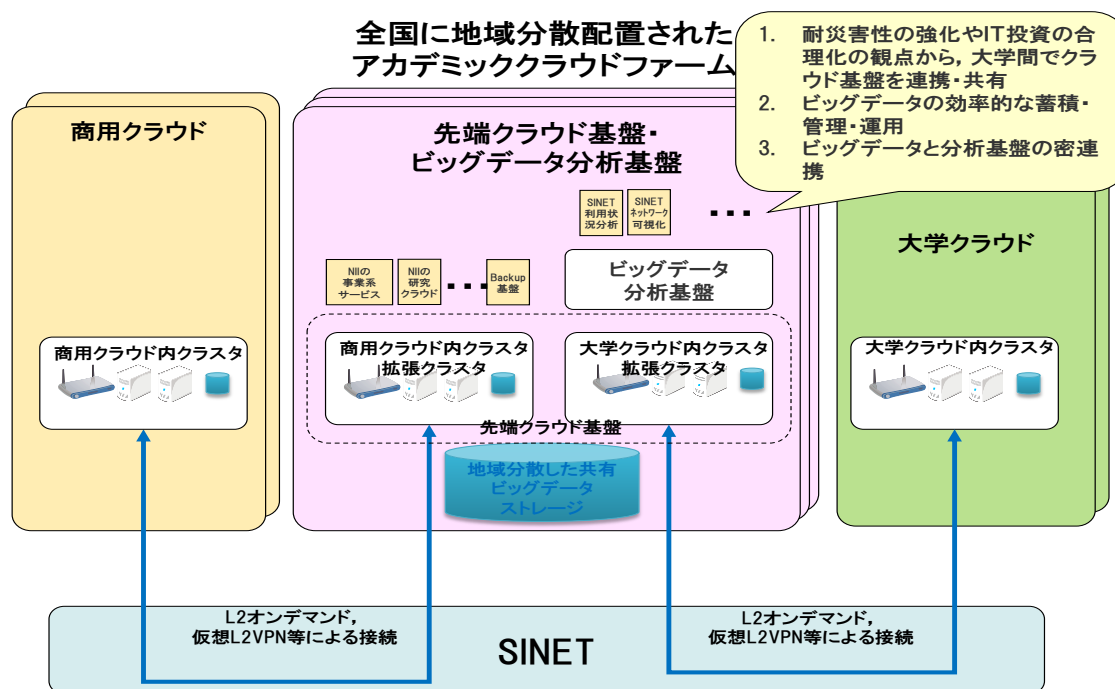 全国に地域分散配置された
アカデミッククラウドファーム
1. 耐災害性の強化やIT投資の合
理化の観点から,大学間でクラ
ウド基盤を連携・共有
2. ビッグデータの効率的な蓄積・
管理・運用
3. ビッグデータと分析基盤の密連
携
商用クラウド
先端クラウド基盤・
ビッグデータ分析基盤
大学クラウド
SINET
利用状
況分析
SINET
ネットワーク
可視化
・・・
NIIの
事業系
サービス
NIIの
研究
クラウド
・・・
Backup
基盤
ビッグデータ
分析基盤
商用クラウド内クラスタ
商用クラウド内クラスタ
拡張クラスタ
大学クラウド内クラスタ
拡張クラスタ
大学クラウド内クラスタ
先端クラウド基盤
地域分散した共有
ビッグデータ
ストレージ
L2オンデマンド,
仮想L2VPN等による接続
L2オンデマンド,
仮想L2VPN等による接続
SINET